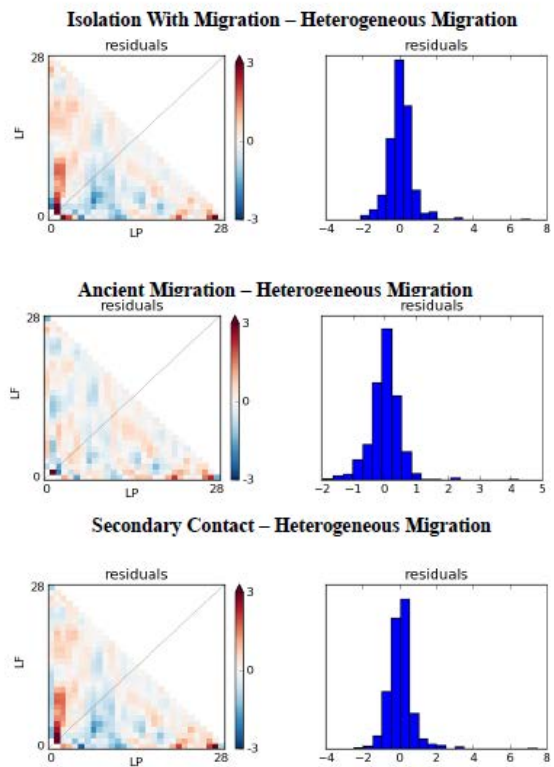 Isolation With Migration – Heterogeneous Migration
residuals
28
LF
0
0
LP
28
3
0
-3
−4 −2 0 2 4 6 8
Ancient Migration – Heterogeneous Migration
residuals
residuals
28
LF
0
0
LP
28
3
0
-3
−2 −1 0 1 2 3 4 5
Secondary Contact – Heterogeneous Migration
residuals
residuals
28
LF
0
0
LP
28
3
0
-3
−4 −2 0 2 4 6 8